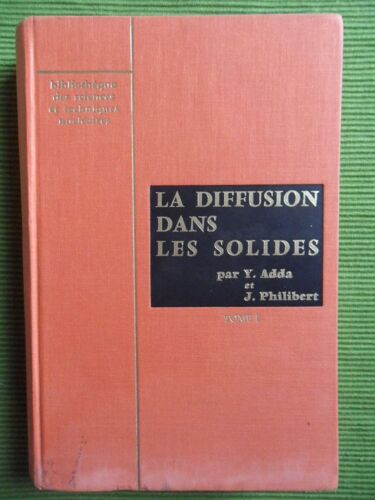 bibliothèque
des sciences
et techniques
nucléaires
LA DIFFUSION
DANS
LES SOLIDES
par Y. Adda
et
J. Philibert
TOME I